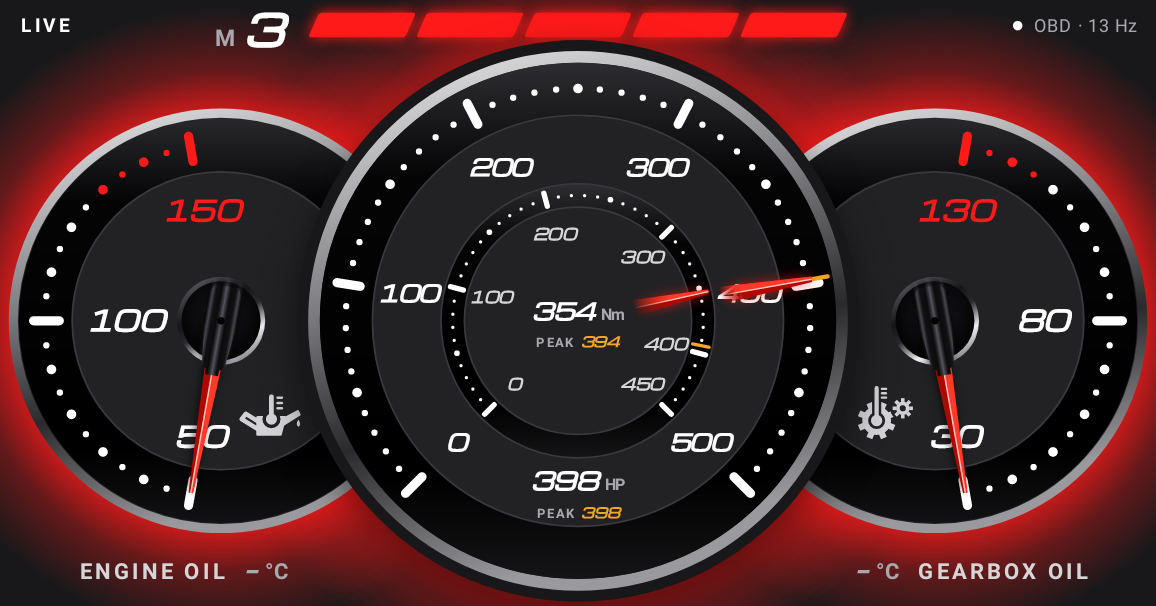 LIVE
M 3
OBD · 13 Hz
200
300
150
130
200
300
100
100
400
100
354 Nm
80
PEAK 394
400
0
450
50
0
500
30
398 HP
PEAK 398
ENGINE OIL – °C
– °C GEARBOX OIL